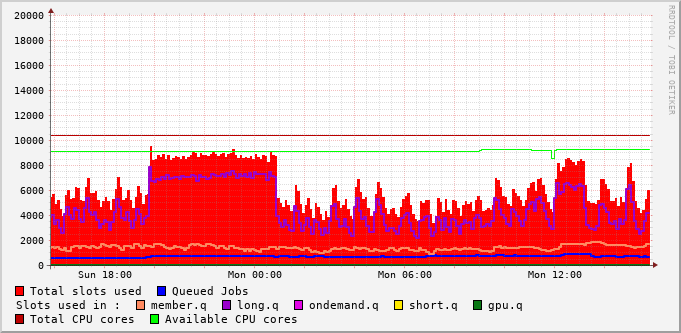 20000
18000
16000
14000
12000
10000
8000
6000
4000
2000
0
Sun 18:00 Mon 00:00 Mon 06:00 Mon 12:00
RRDTOOL / TOBI OETIKER
Total slots used Queued Jobs
Slots used in : member.q long.q ondemand.q short.q gpu.q
Total CPU cores Available CPU cores